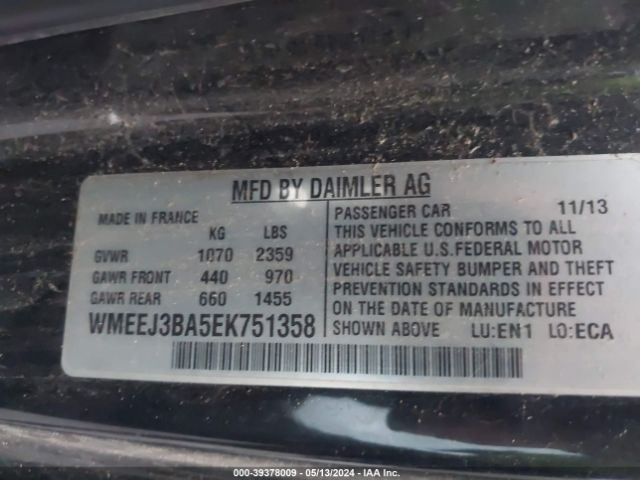 MFD BY DAIMLER AG
MADE IN FRANCE
KG LBS
GVWR 1070 2359
GAWR FRONT 440 970
GAWR REAR 660 1455
WMEEJ3BA5EK751358
PASSENGER CAR 11/13
THIS VEHICLE CONFORMS TO ALL
APPLICABLE U.S.FEDERAL MOTOR
VEHICLE SAFETY BUMPER AND THEFT
PREVENTION STANDARDS IN EFFECT
ON THE DATE OF MANUFACTURE
SHOWN ABOVE LU:EN1 LO:ECA
000-39378009 - 05/13/2024 - IAA Inc.